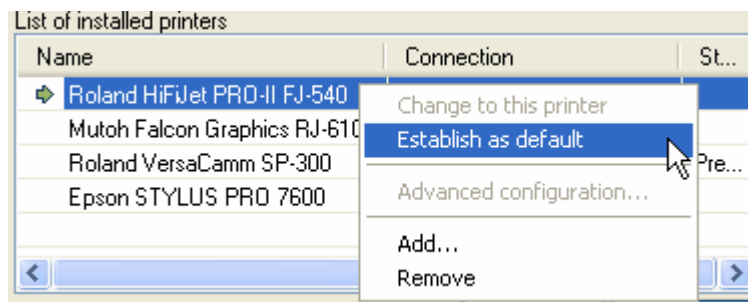 List of installed printers
Name Connection St...
Roland HiFiJet PRO-II FJ-540
Change to this printer
Mutoh Falcon Graphics RJ-610
Establish as default
Roland VersaCamm SP-300 Pre...
Epson STYLUS PRO 7600
Advanced configuration...
Add...
Remove